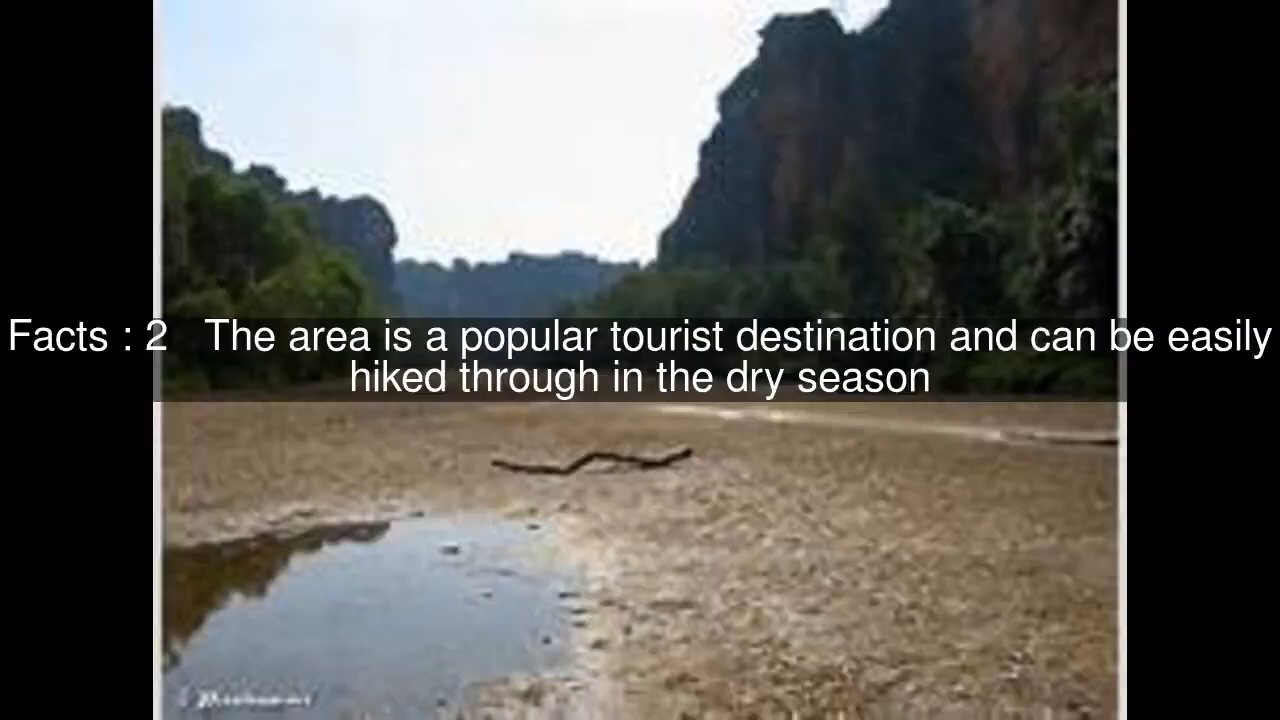 Facts : 2   The area is a popular tourist destination and can be easily
hiked through in the dry season